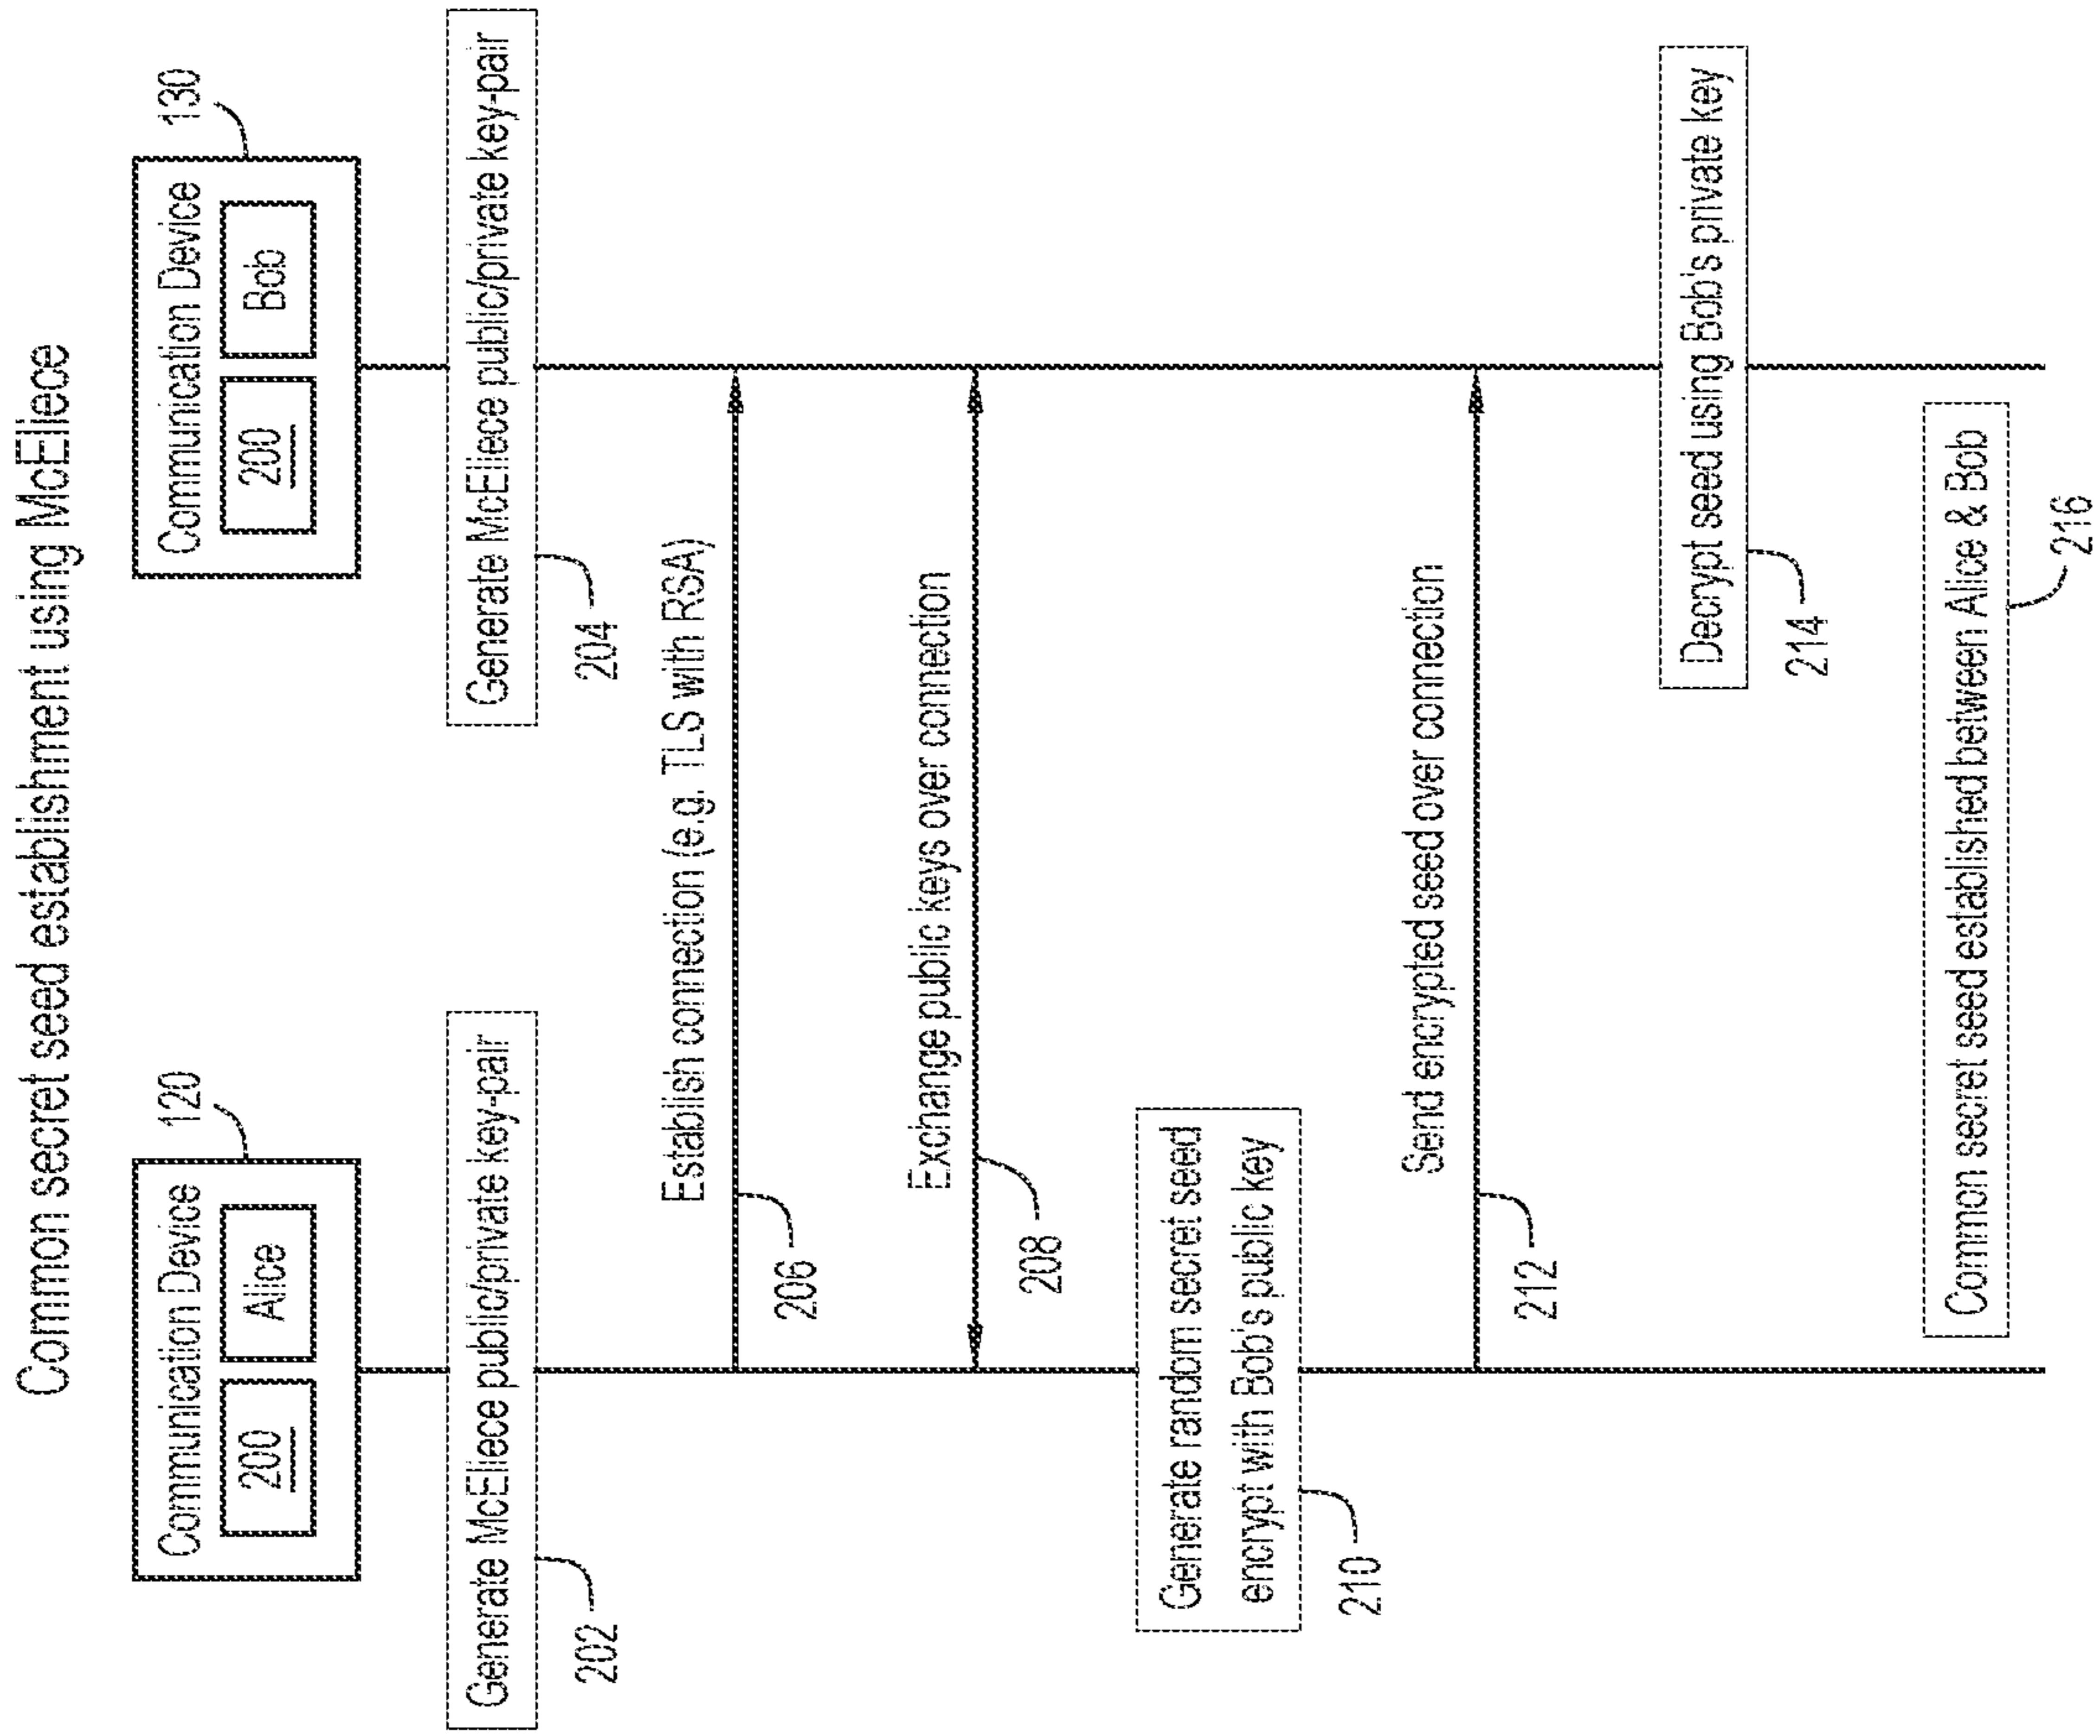 Common secret seed establishment using McEliece
120
130
Communication Device
200
Alice
Communication Device
200
Bob
Generate McEliece public/private key-pair
202
Generate McEliece public/private key-pair
204
Establish connection (e.g. TLS with RSA)
206
Exchange public keys over connection
208
Generate random secret seed
encrypt with Bob's public key
210
Send encrypted seed over connection
212
Decrypt seed using Bob's private key
214
Common secret seed established between Alice & Bob
216